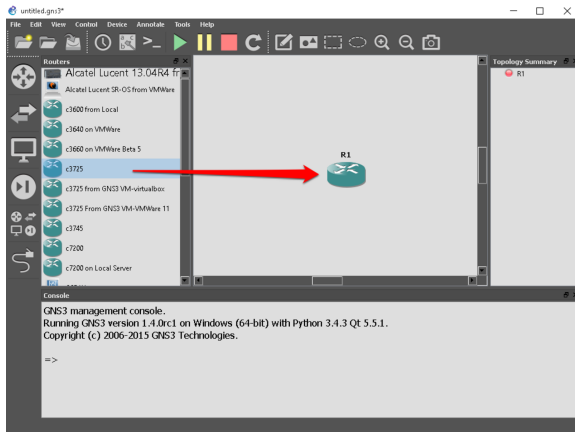 untitled.gns3*
File Edit View Control Device Annotate Tools Help
Routers
Topology Summary
Alcatel Lucent 13.04R4 fr
Alcatel Lucent SR-OS from VMWare
c3600 from Local
c3640 on VMWare
c3660 on VMWare Beta 5
c3725
c3725 from GNS3 VM-virtualbox
c3725 From GNS3 VM-VMWare 11
c3745
c7200
c7200 on Local Server
R1
R1
Console
GNS3 management console.
Running GNS3 version 1.4.0rc1 on Windows (64-bit) with Python 3.4.3 Qt 5.5.1.
Copyright (c) 2006-2015 GNS3 Technologies.
=>